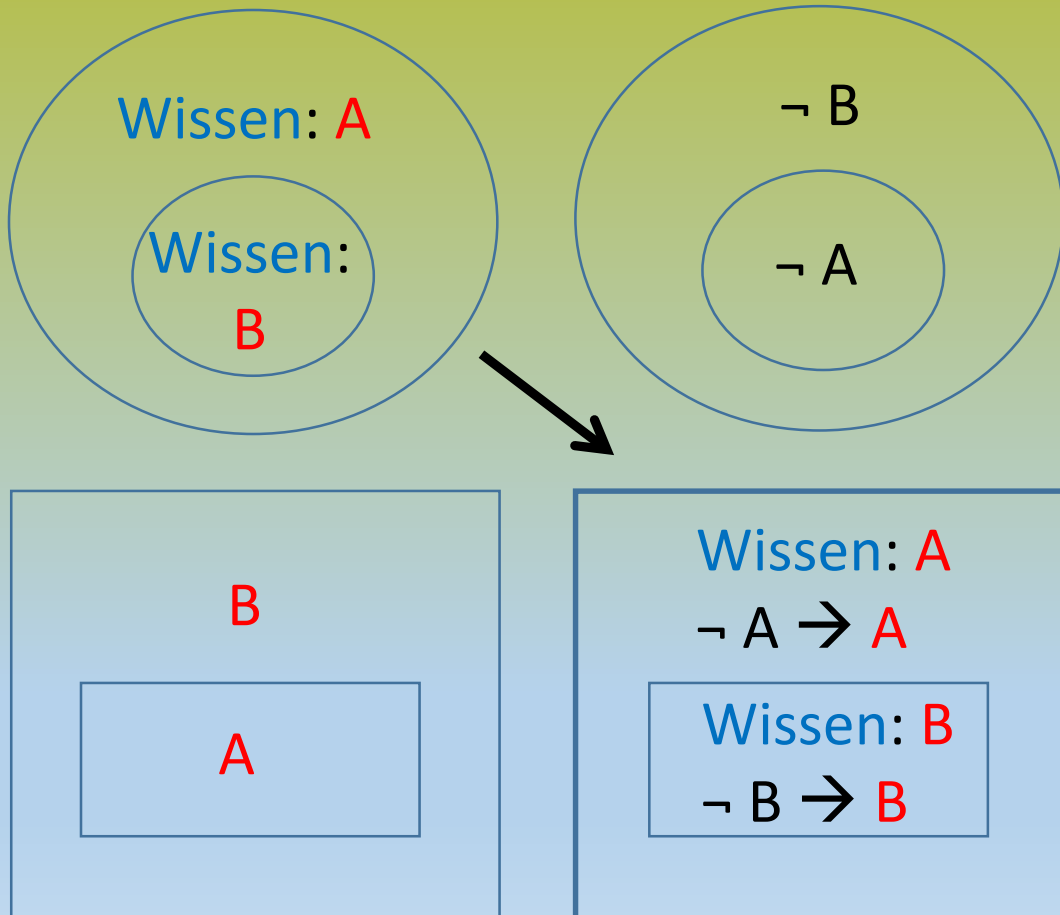 Wissen: A
Wissen:
B
¬ B
¬ A
B
A
Wissen: A
¬ A → A
Wissen: B
¬ B → B